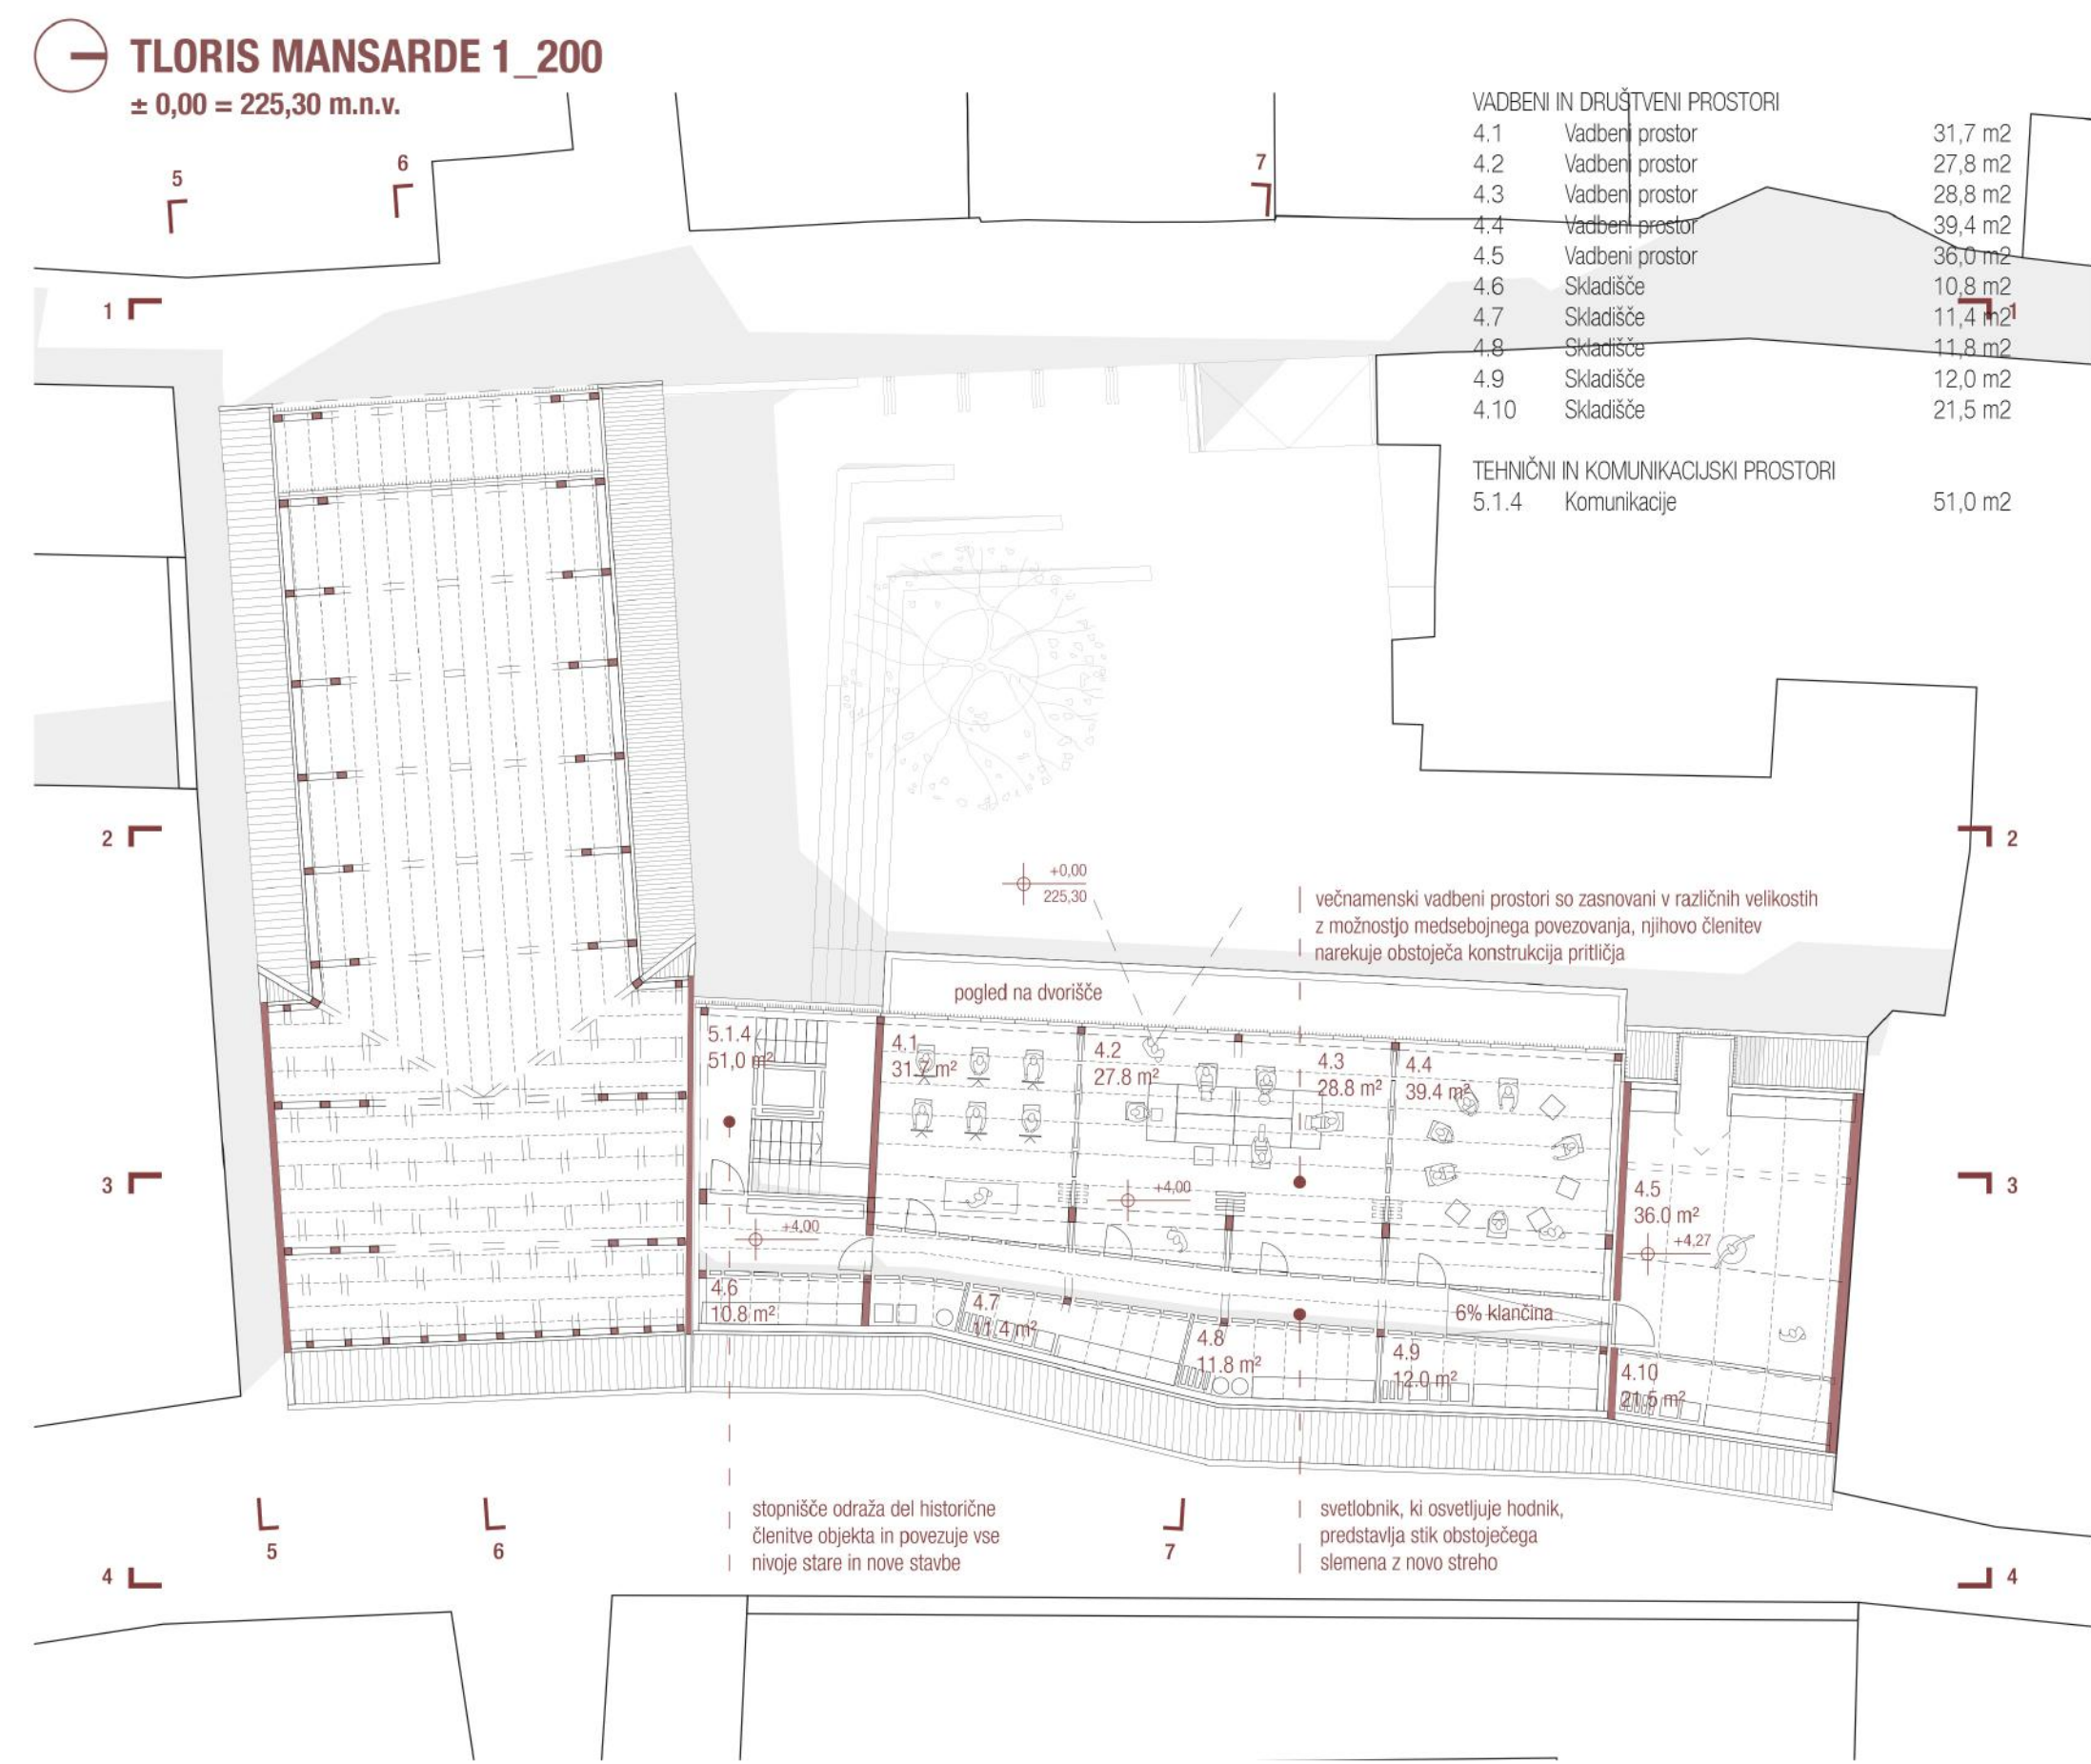 TLORIS MANSARDE 1_200
± 0,00 = 225,30 m.n.v.
VADBENI IN DRUŠTVENI PROSTORI
4.1 Vadbeni prostor 31,7 m2
4.2 Vadbeni prostor 27,8 m2
4.3 Vadbeni prostor 28,8 m2
4.4 Vadbeni prostor 39,4 m2
4.5 Vadbeni prostor 36,0 m2
4.6 Skladišče 10,8 m2
4.7 Skladišče 11,4 m2
4.8 Skladišče 11,8 m2
4.9 Skladišče 12,0 m2
4.10 Skladišče 21,5 m2
TEHNIČNI IN KOMUNIKACIJSKI PROSTORI
5.1.4 Komunikacije 51,0 m2
5
6
7
1
1
2
2
+0,00
225,30
večnamenski vadbeni prostori so zasnovani v različnih velikostih
z možnostjo medsebojnega povezovanja, njihovo členitev
narekuje obstoječa konstrukcija pritličja
pogled na dvorišče
5.1.4
51,0 m²
4.1
31.7 m²
4.2
27.8 m²
4.3
28.8 m²
4.4
39.4 m²
3
3
4.5
36.0 m²
+4,27
+4,00
+4,00
4.6
10.8 m²
4.7
11.4 m²
4.8
11.8 m²
4.9
12.0 m²
6% klančina
4.10
21.5 m²
stopnišče odraža del historične
členitve objekta in povezuje vse
nivoje stare in nove stavbe
svetlobnik, ki osvetljuje hodnik,
predstavlja stik obstoječega
slemena z novo streho
5
6
7
4
4